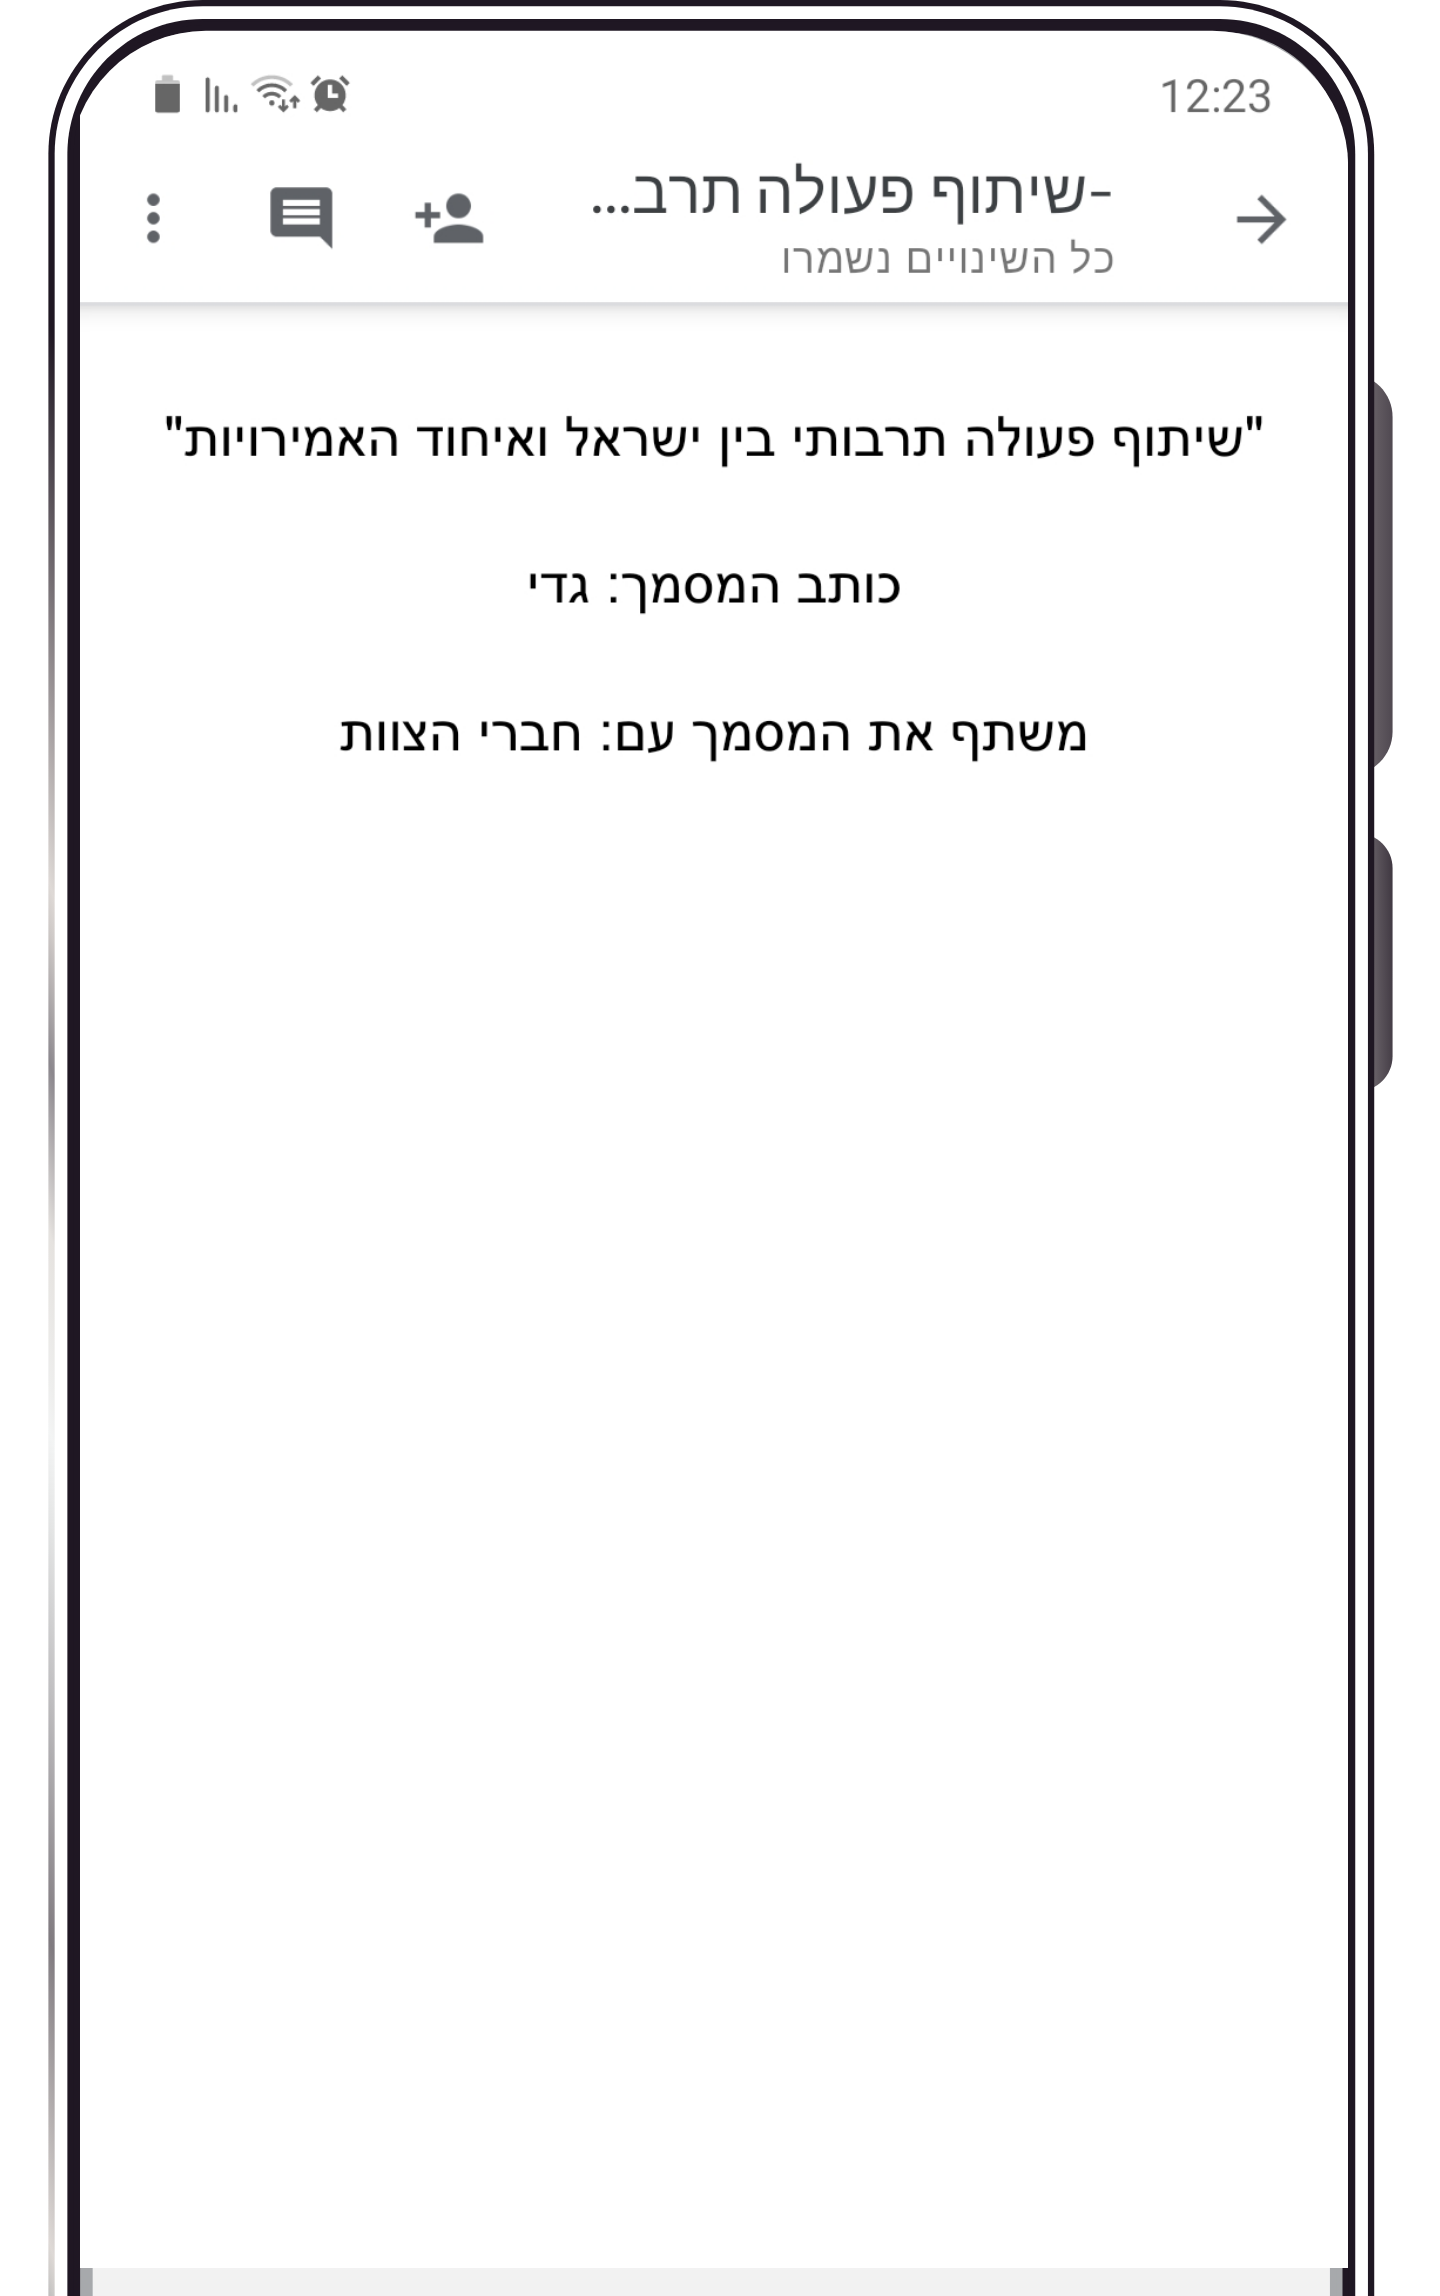 12:23
-שיתוף פעולה תרב...
כל השינויים נשמרו
"שיתוף פעולה תרבותי בין ישראל ואיחוד האמירויות"
כותב המסמך: גדי
משתף את המסמך עם: חברי הצוות